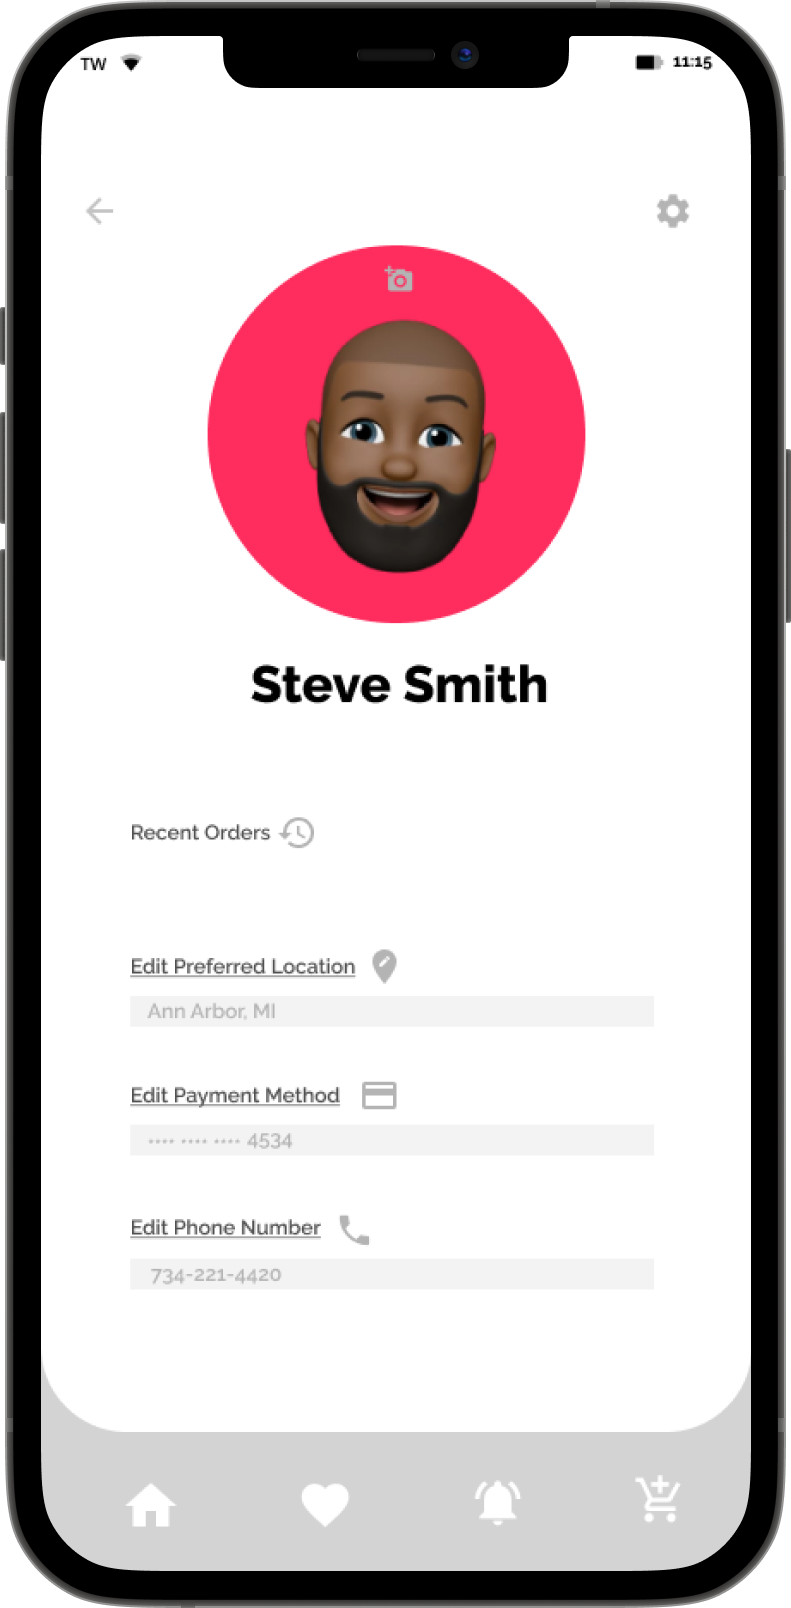 TW 11:15
Steve Smith
Recent Orders
Edit Preferred Location
Ann Arbor, MI
Edit Payment Method
•••• •••• •••• 4534
Edit Phone Number
734-221-4420